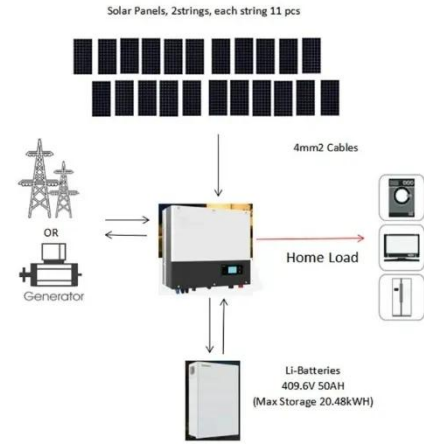 Solar Panels, 2strings, each string 11 pcs
4mm2 Cables
OR
Generator
Home Load
Li-Batteries
409.6V 50AH
(Max Storage 20.48kWH)